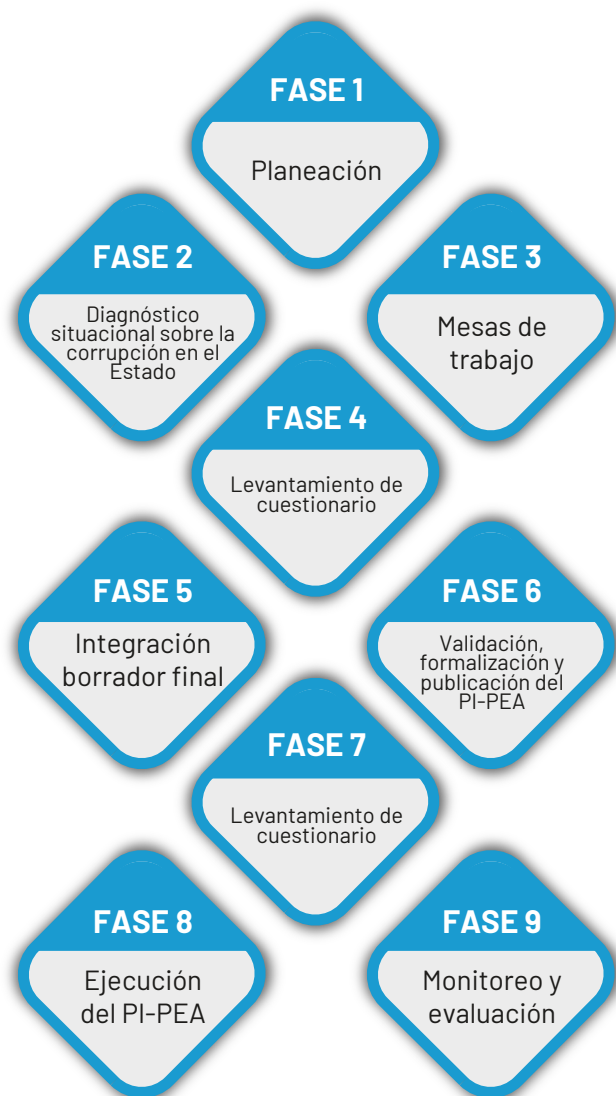 FASE 1
Planeación
FASE 2
Diagnóstico
situacional sobre la
corrupción en el
Estado
FASE 3
Mesas de
trabajo
FASE 4
Levantamiento de
cuestionario
FASE 5
Integración
borrador final
FASE 6
Validación,
formalización y
publicación del
PI-PEA
FASE 7
Levantamiento de
cuestionario
FASE 8
Ejecución
del PI-PEA
FASE 9
Monitoreo y
evaluación